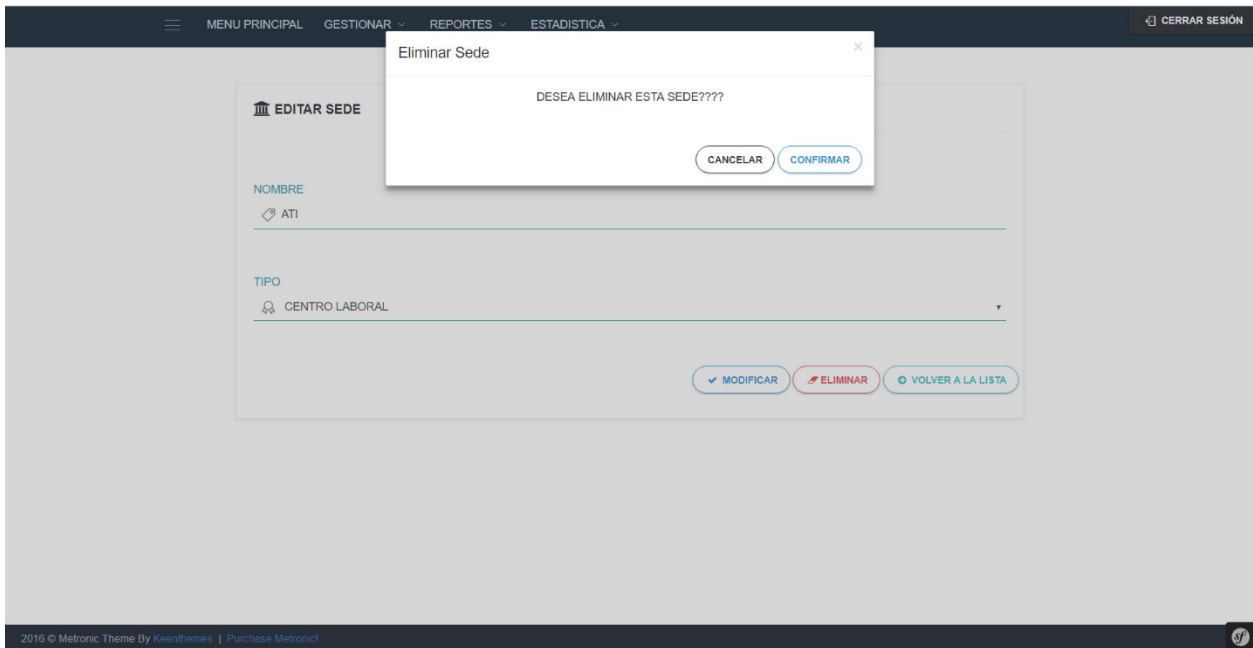 MENU PRINCIPAL GESTIONAR REPORTES ESTADISTICA CERRAR SESIÓN
Eliminar Sede ×
DESEA ELIMINAR ESTA SEDE????
EDITAR SEDE
CANCELAR CONFIRMAR
NOMBRE
ATI
TIPO
CENTRO LABORAL
MODIFICAR ELIMINAR VOLVER A LA LISTA
2016 © Metronic Theme By Keenthemes | Purchase Metronic! sf